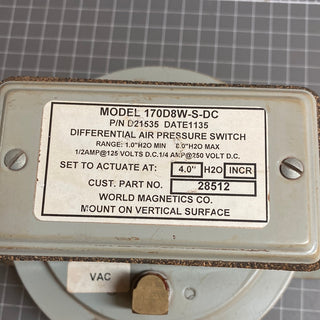 MODEL 170D8W-S-DC
P/N D21535 DATE1135
DIFFERENTIAL AIR PRESSURE SWITCH
RANGE: 1.0"H2O MIN 8.0"H2O MAX
1/2AMP@125 VOLTS D.C.1/4 AMP@250 VOLT D.C.
SET TO ACTUATE AT: 4.0" H2O INCR
CUST. PART NO. 28512
WORLD MAGNETICS CO.
MOUNT ON VERTICAL SURFACE
VAC